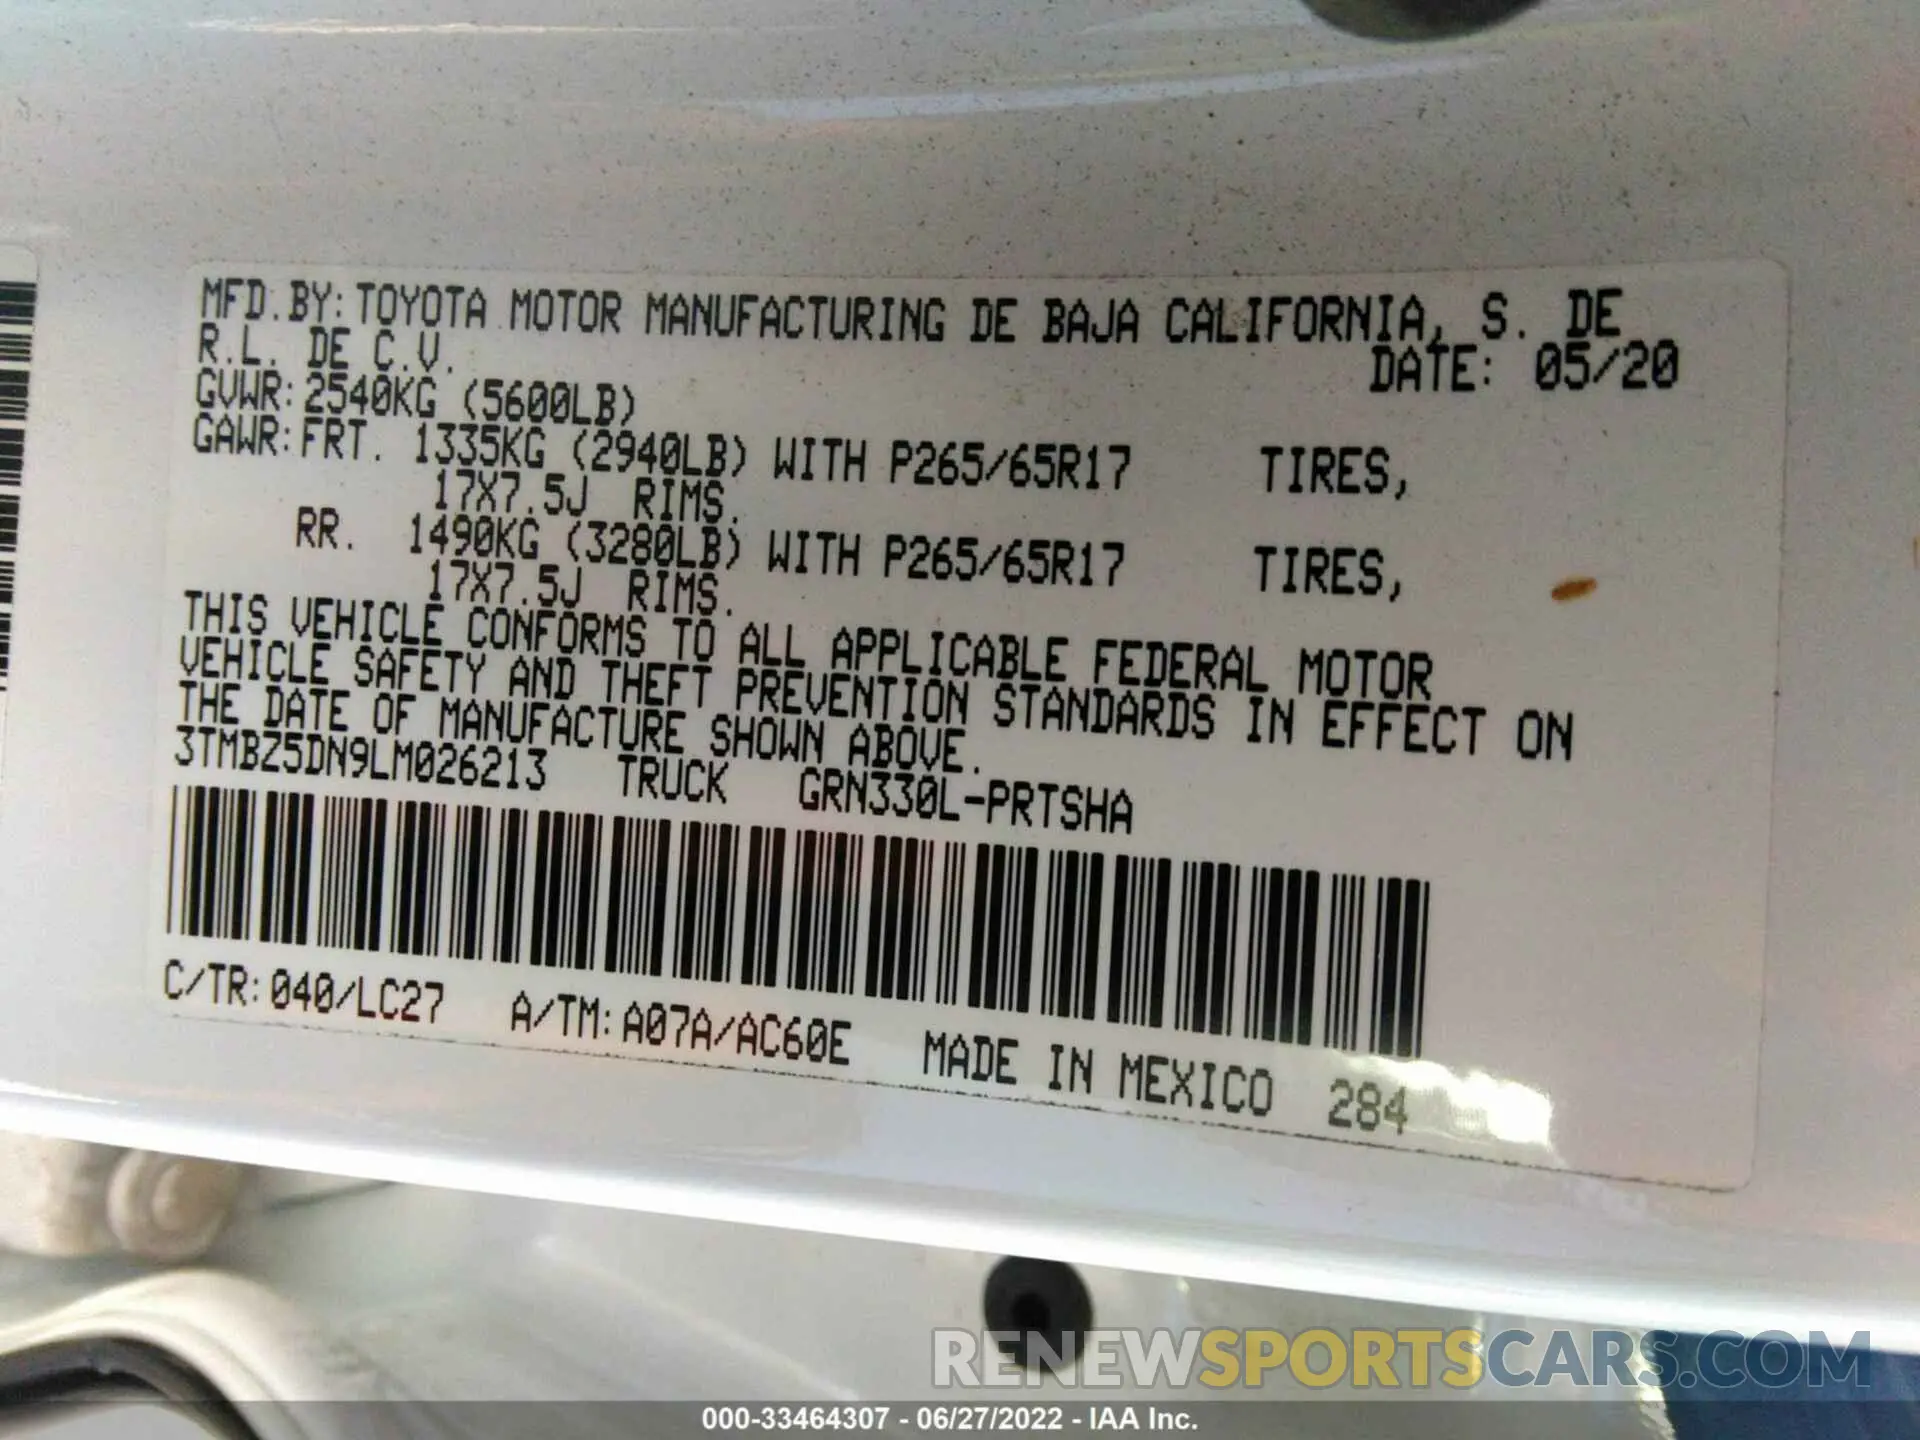 MFD.BY:TOYOTA MOTOR MANUFACTURING DE BAJA CALIFORNIA, S. DE
R.L. DE C.V. DATE: 05/20
GVWR:2540KG (5600LB)
GAWR:FRT. 1335KG (2940LB) WITH P265/65R17 TIRES,
17X7.5J RIMS.
RR. 1490KG (3280LB) WITH P265/65R17 TIRES,
17X7.5J RIMS.
THIS VEHICLE CONFORMS TO ALL APPLICABLE FEDERAL MOTOR
VEHICLE SAFETY AND THEFT PREVENTION STANDARDS IN EFFECT ON
THE DATE OF MANUFACTURE SHOWN ABOVE.
3TMBZ5DN9LM026213 TRUCK GRN330L-PRTSHA
C/TR:040/LC27 A/TM:A07A/AC60E MADE IN MEXICO 284
RENEWSPORTSCARS.COM
000-33464307 - 06/27/2022 - IAA Inc.